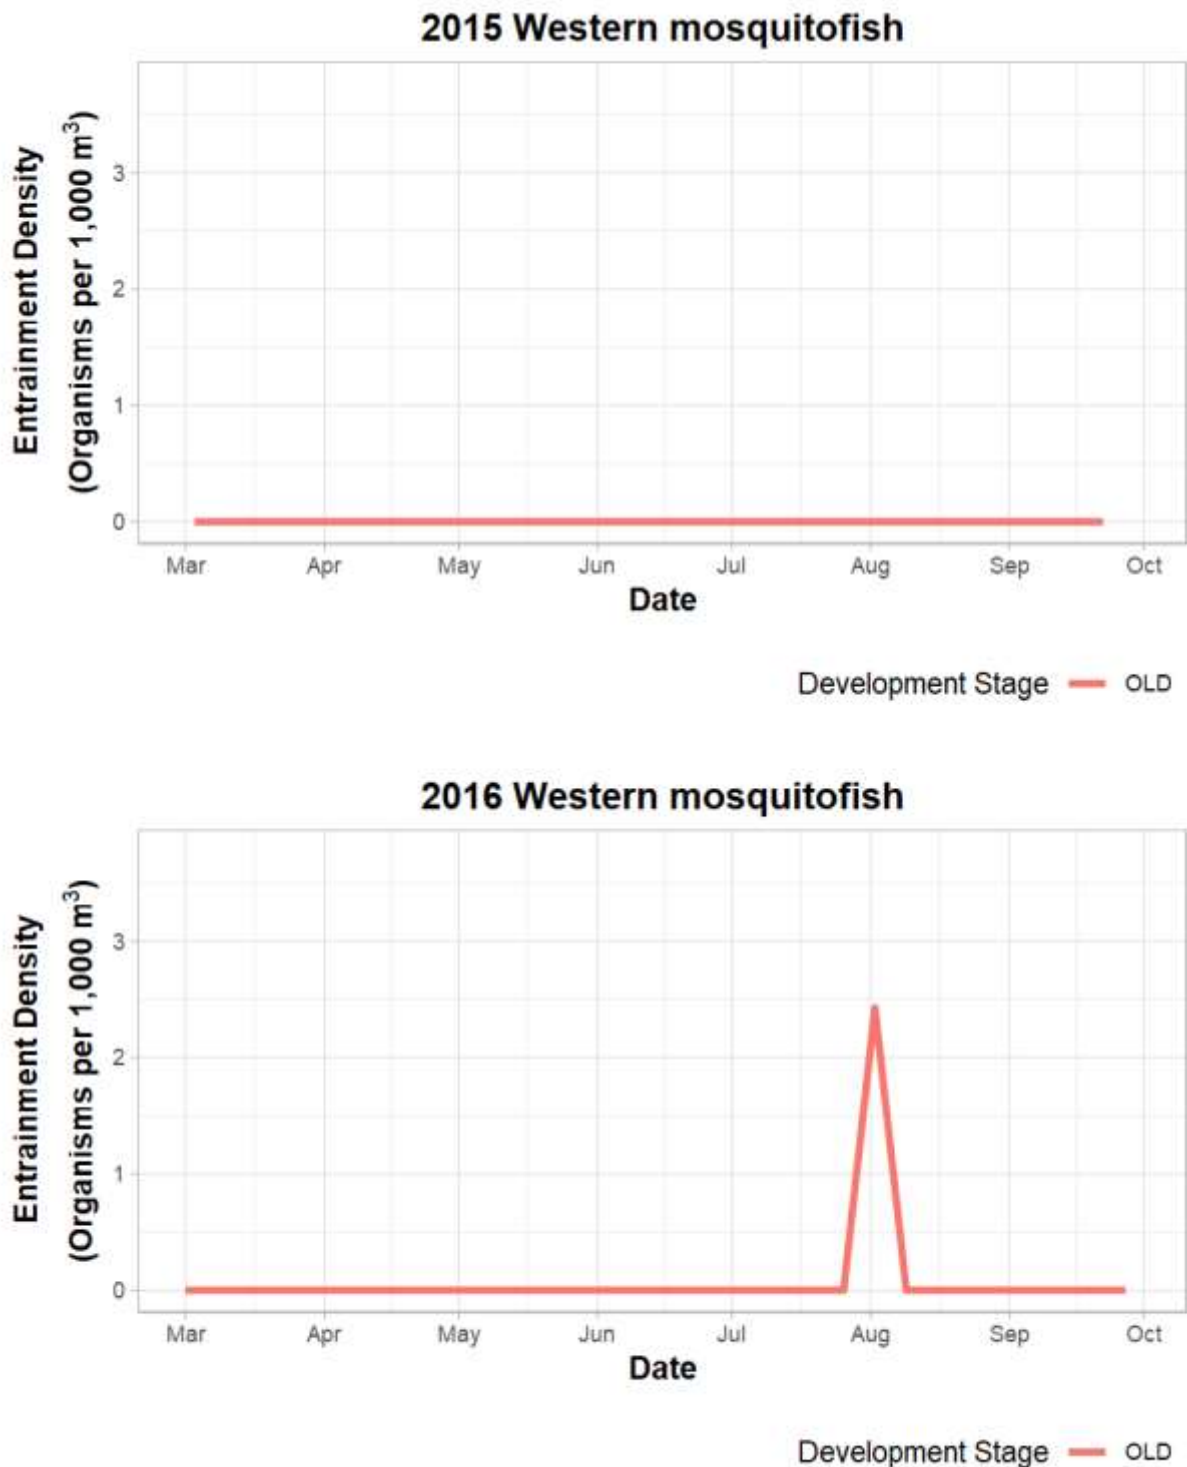 2015 Western mosquitofish
Entrainment Density
(Organisms per 1,000 m³)
3
2
1
0
Mar Apr May Jun Jul Aug Sep Oct
Date
Development Stage OLD
2016 Western mosquitofish
Entrainment Density
(Organisms per 1,000 m³)
3
2
1
0
Mar Apr May Jun Jul Aug Sep Oct
Date
Development Stage OLD